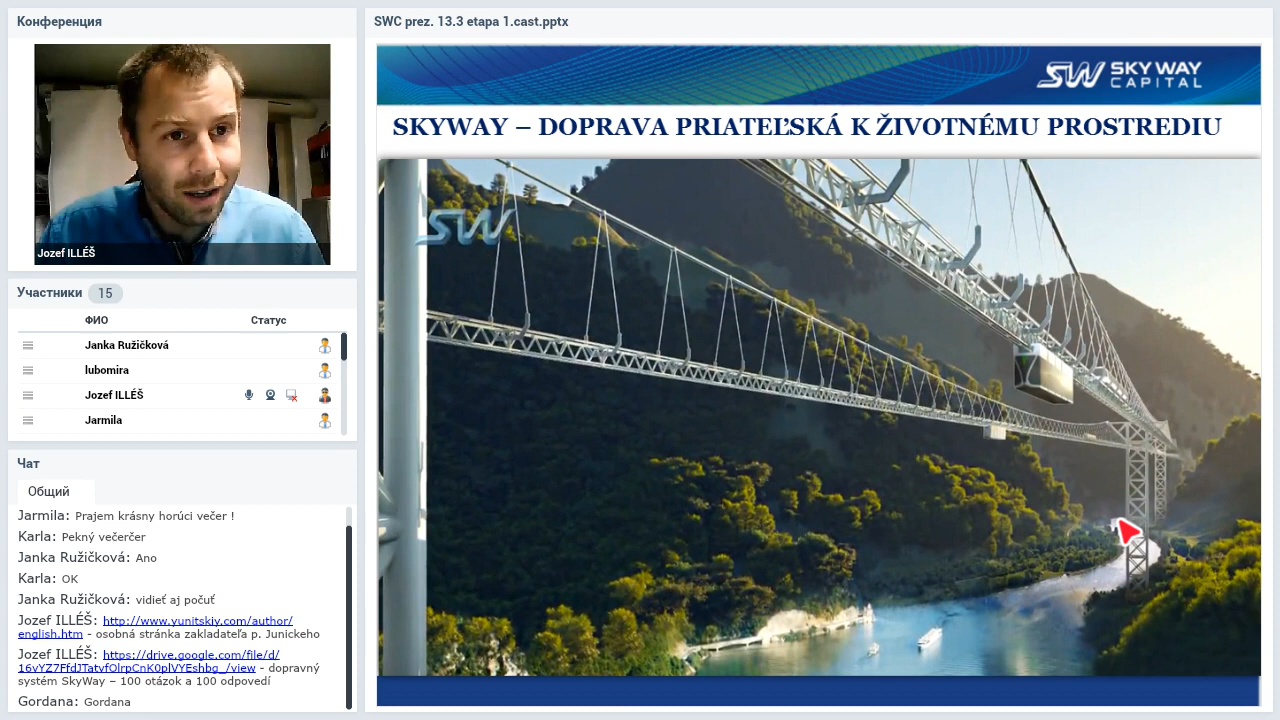 Конференция
Jozef ILLÉŠ
Участники 15
ФИО Статус
Janka Ružičková
lubomira
Jozef ILLÉŠ
Jarmila
Чат
Общий
Jarmila: Prajem krásny horúci večer !
Karla: Pekný večerčer
Janka Ružičková: Ano
Karla: OK
Janka Ružičková: vidieť aj počuť
Jozef ILLÉŠ: http://www.yunitskiy.com/author/
english.htm - osobná stránka zakladateľa p. Junickeho
Jozef ILLÉŠ: https://drive.google.com/file/d/
16vYZ7FfdJTatvfOlrpCnK0plVYEshbg_/view - dopravný
systém SkyWay – 100 otázok a 100 odpovedí
Gordana: Gordana
SWC prez. 13.3 etapa 1.cast.pptx
SW SKY WAY
CAPITAL
SKYWAY – DOPRAVA PRIATEĽSKÁ K ŽIVOTNÉMU PROSTREDIU
SW